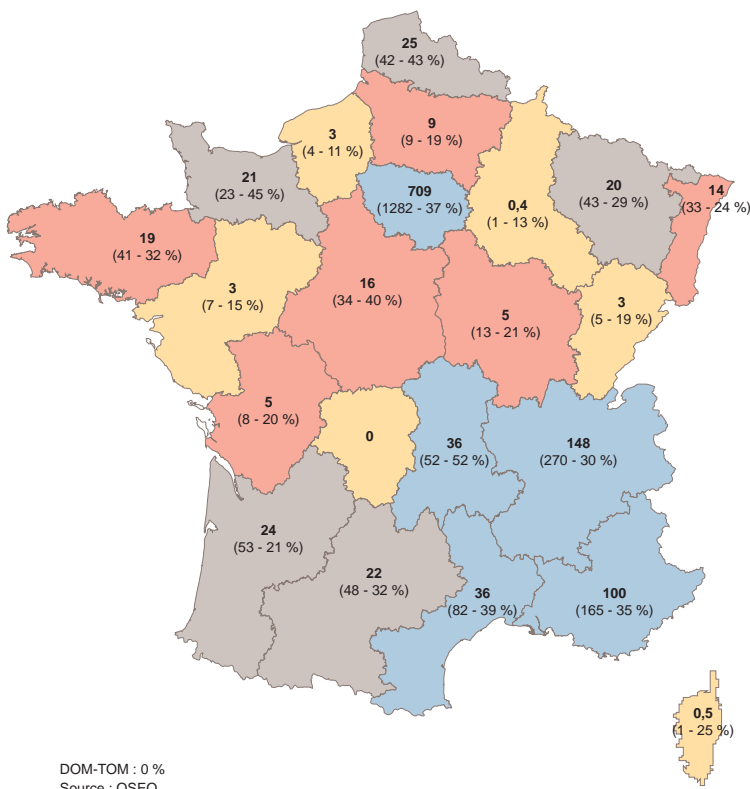 25
(42 - 43 %)
9
(9 - 19 %)
3
(4 - 11 %)
21
(23 - 45 %)
709
(1282 - 37 %)
0,4
(1 - 13 %)
20
(43 - 29 %)
14
(33 - 24 %)
19
(41 - 32 %)
3
(7 - 15 %)
16
(34 - 40 %)
5
(13 - 21 %)
3
(5 - 19 %)
5
(8 - 20 %)
0
36
(52 - 52 %)
148
(270 - 30 %)
24
(53 - 21 %)
22
(48 - 32 %)
36
(82 - 39 %)
100
(165 - 35 %)
0,5
(1 - 25 %)
DOM-TOM : 0 %
Source : OSEO